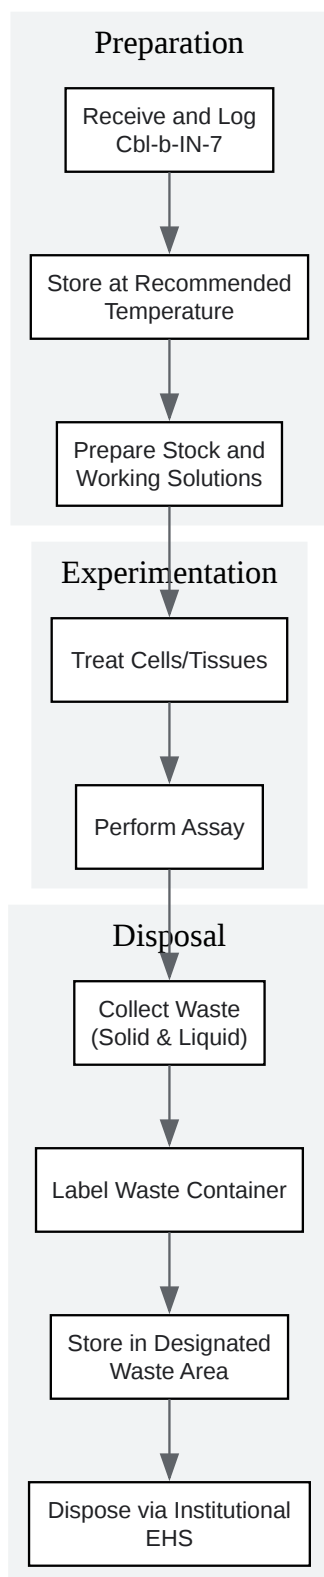 Preparation
Receive and Log
Cbl-b-IN-7
Store at Recommended
Temperature
Prepare Stock and
Working Solutions
Experimentation
Treat Cells/Tissues
Perform Assay
Disposal
Collect Waste
(Solid & Liquid)
Label Waste Container
Store in Designated
Waste Area
Dispose via Institutional
EHS